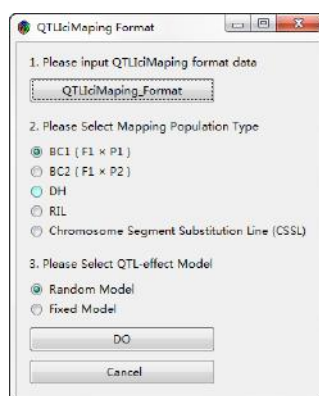 QTLIciMaping Format
1. Please input QTLIciMaping format data
QTLIciMaping_Format
2. Please Select Mapping Population Type
BC1 ( F1 × P1 )
BC2 ( F1 × P2 )
DH
RIL
Chromosome Segment Substitution Line (CSSL)
3. Please Select QTL-effect Model
Random Model
Fixed Model
DO
Cancel